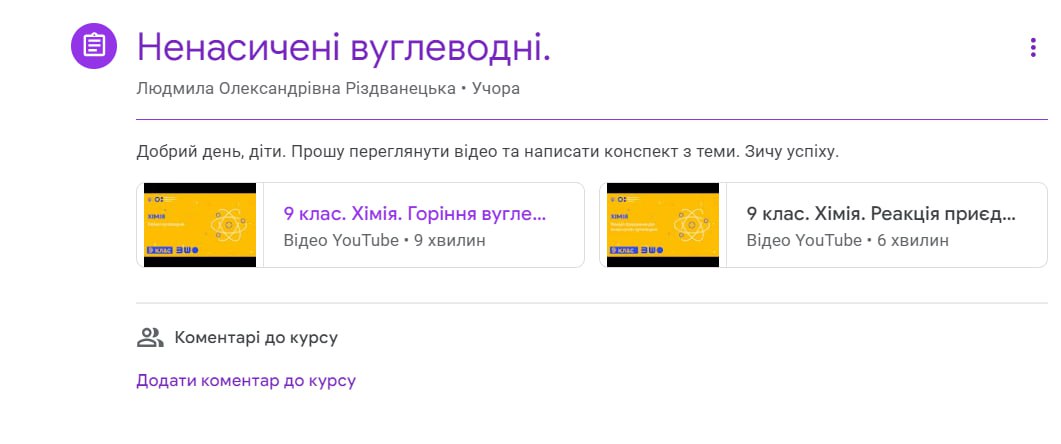 Ненасичені вуглеводні.
Людмила Олександрівна Різдванецька • Учора
Добрий день, діти. Прошу переглянути відео та написати конспект з теми. Зичу успіху.
ХІМІЯ
9 клас
9 клас. Хімія. Горіння вугле...
Відео YouTube • 9 хвилин
ХІМІЯ
9 клас
9 клас. Хімія. Реакція приєд...
Відео YouTube • 6 хвилин
Коментарі до курсу
Додати коментар до курсу